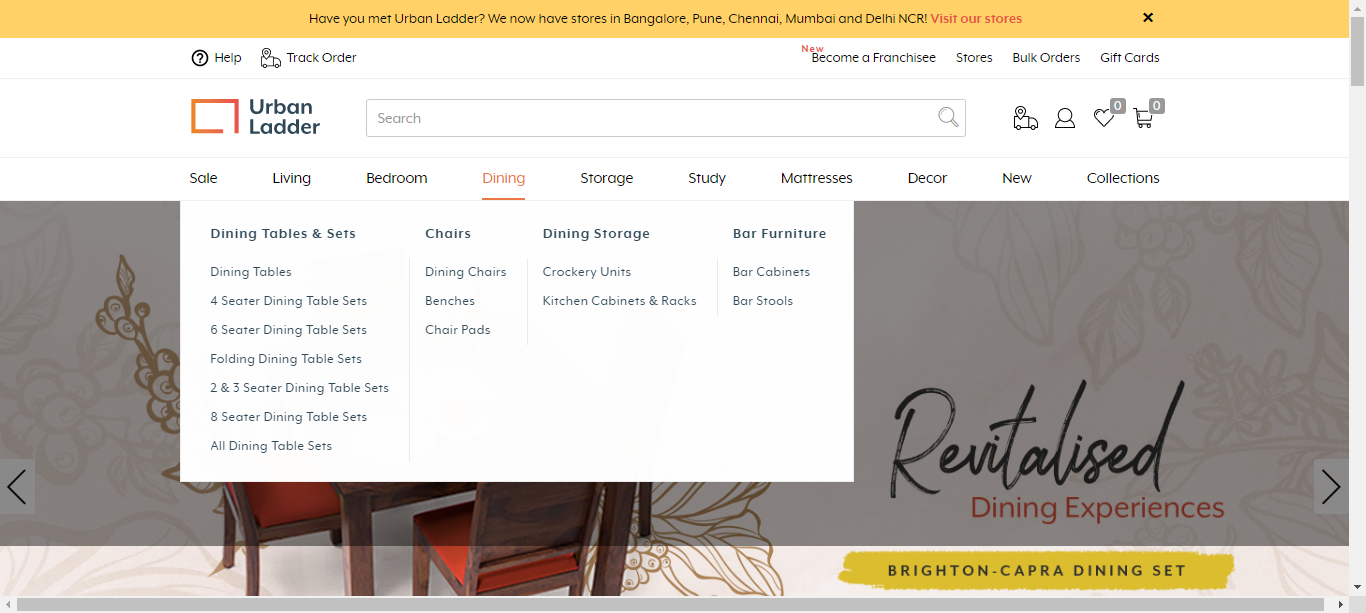 Have you met Urban Ladder? We now have stores in Bangalore, Pune, Chennai, Mumbai and Delhi NCR! Visit our stores
Help Track Order New Become a Franchisee Stores Bulk Orders Gift Cards
Urban
Ladder
Search
0 0
Sale Living Bedroom Dining Storage Study Mattresses Decor New Collections
Dining Tables & Sets
Dining Tables
4 Seater Dining Table Sets
6 Seater Dining Table Sets
Folding Dining Table Sets
2 & 3 Seater Dining Table Sets
8 Seater Dining Table Sets
All Dining Table Sets
Chairs
Dining Chairs
Benches
Chair Pads
Dining Storage
Crockery Units
Kitchen Cabinets & Racks
Bar Furniture
Bar Cabinets
Bar Stools
Revitalised
Dining Experiences
BRIGHTON-CAPRA DINING SET